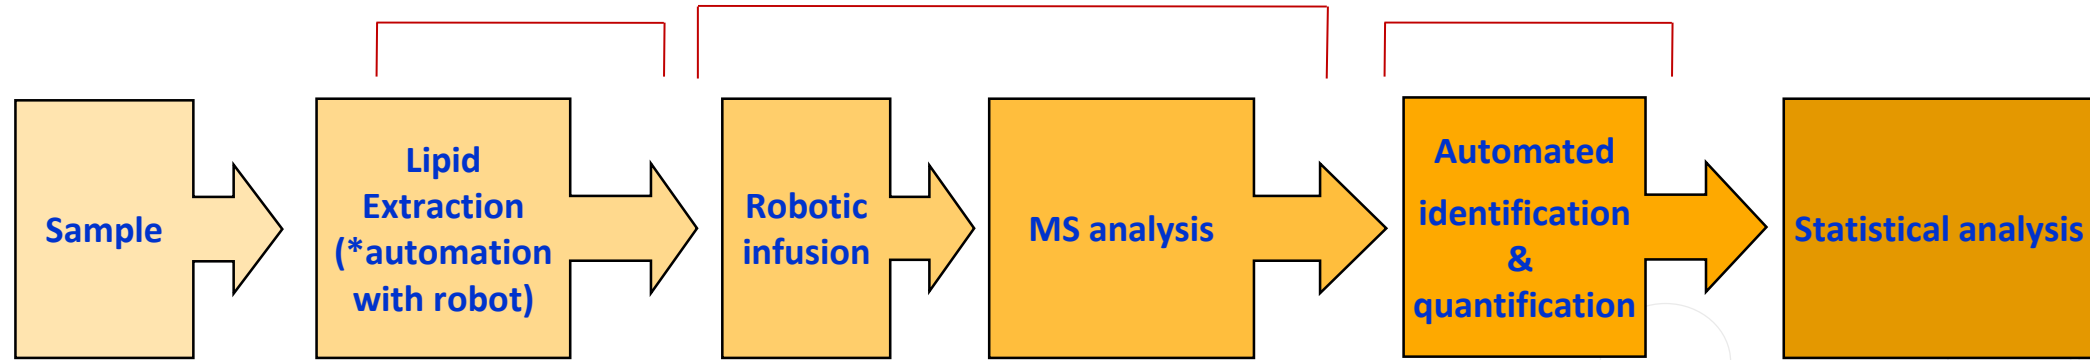 Sample
Lipid
Extraction
(*automation
with robot)
Robotic
infusion
MS analysis
Automated
identification
&
quantification
Statistical analysis